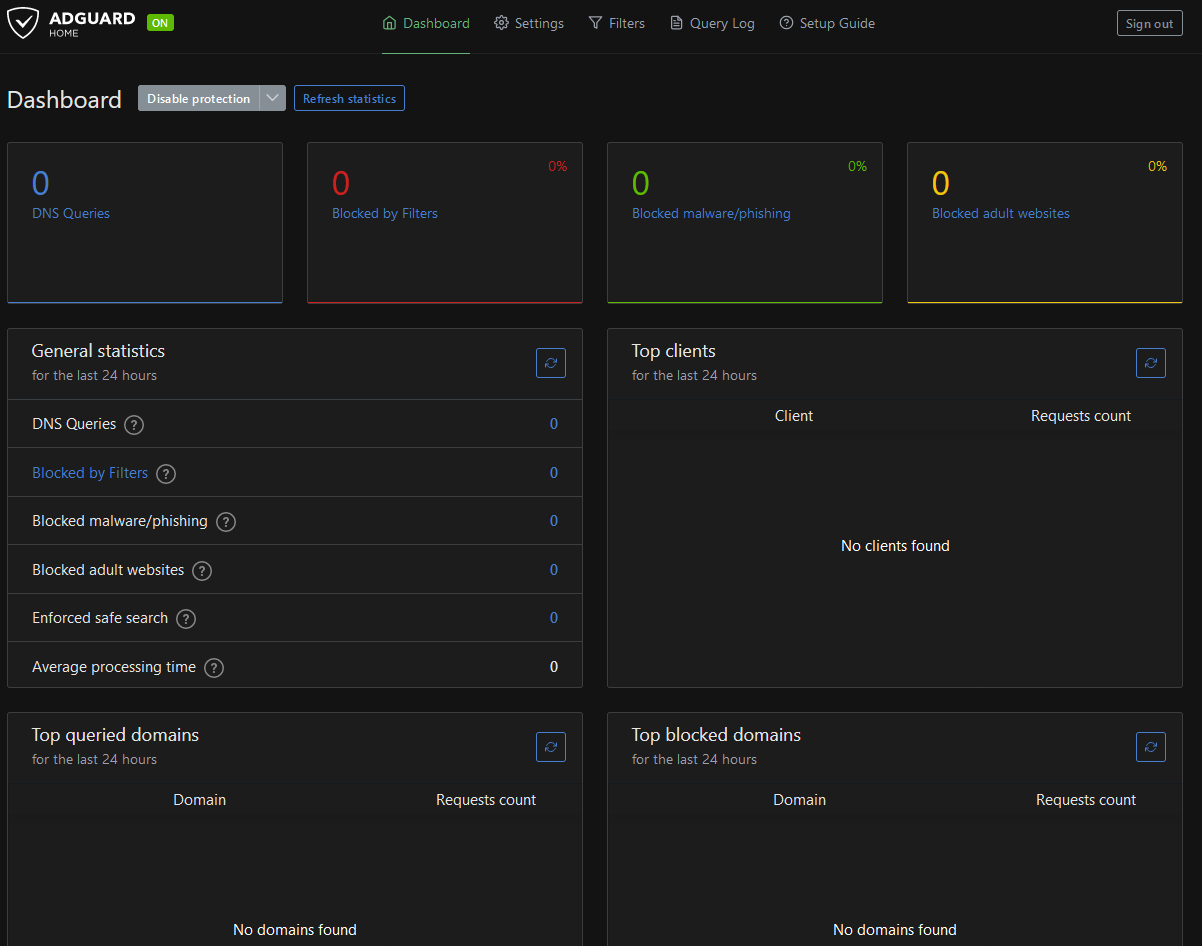 ADGUARD
HOME
ON
Dashboard
Settings
Filters
Query Log
Setup Guide
Sign out
Dashboard
Disable protection
Refresh statistics
0
DNS Queries
0%
0
Blocked by Filters
0%
0
Blocked malware/phishing
0%
0
Blocked adult websites
General statistics
for the last 24 hours
DNS Queries ? 0
Blocked by Filters ? 0
Blocked malware/phishing ? 0
Blocked adult websites ? 0
Enforced safe search ? 0
Average processing time ? 0
Top clients
for the last 24 hours
Client Requests count
No clients found
Top queried domains
for the last 24 hours
Domain Requests count
No domains found
Top blocked domains
for the last 24 hours
Domain Requests count
No domains found